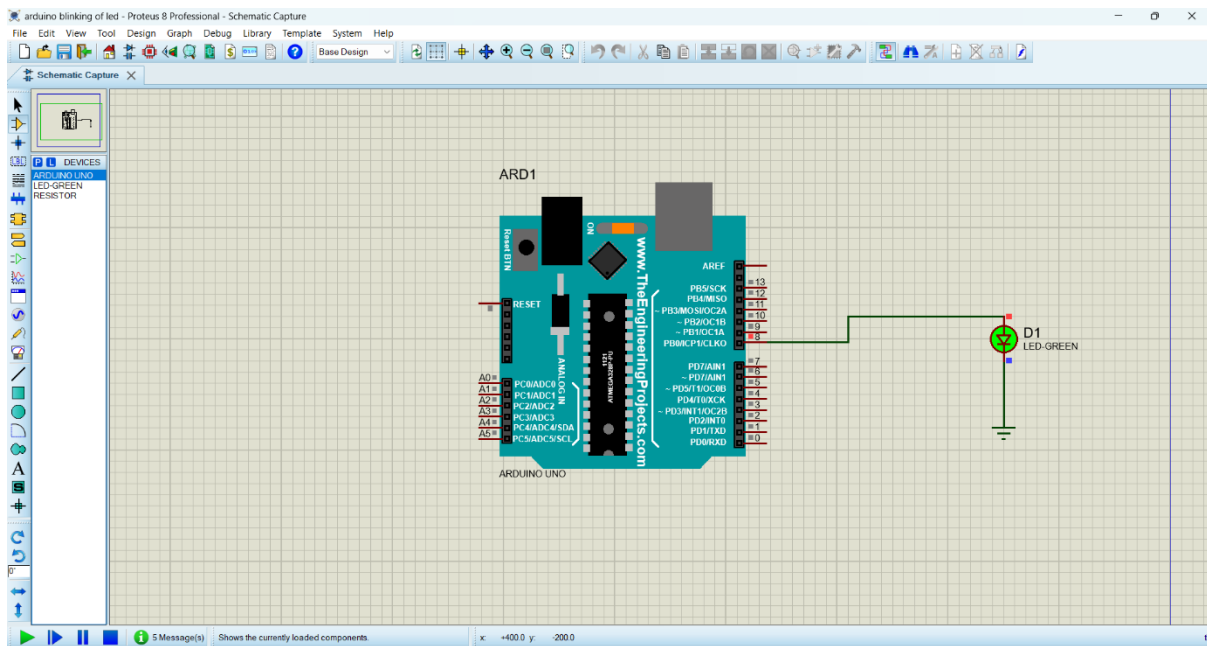 arduino blinking of led - Proteus 8 Professional - Schematic Capture
File Edit View Tool Design Graph Debug Library Template System Help
Base Design
Schematic Capture
P L DEVICES
ARDUINO UNO
LED-GREEN
RESISTOR
ARD1
Reset BTN
ON
www.TheEngineeringProjects.com
RESET
ANALOG IN
1121
ATMEGA328P-PU
AREF
PB5/SCK 13
PB4/MISO 12
~ PB3/MOSI/OC2A 11
~ PB2/OC1B 10
~ PB1/OC1A 9
PB0/ICP1/CLKO 8
PD7/AIN1 7
~ PD7/AIN1 6
~ PD5/T1/OC0B 5
PD4/T0/XCK 4
~ PD3/INT1/OC2B 3
PD2/INT0 2
PD1/TXD 1
PD0/RXD 0
A0 PC0/ADC0
A1 PC1/ADC1
A2 PC2/ADC2
A3 PC3/ADC3
A4 PC4/ADC4/SDA
A5 PC5/ADC5/SCL
ARDUINO UNO
D1
LED-GREEN
5 Message(s) Shows the currently loaded components. x: +400.0 y: -200.0